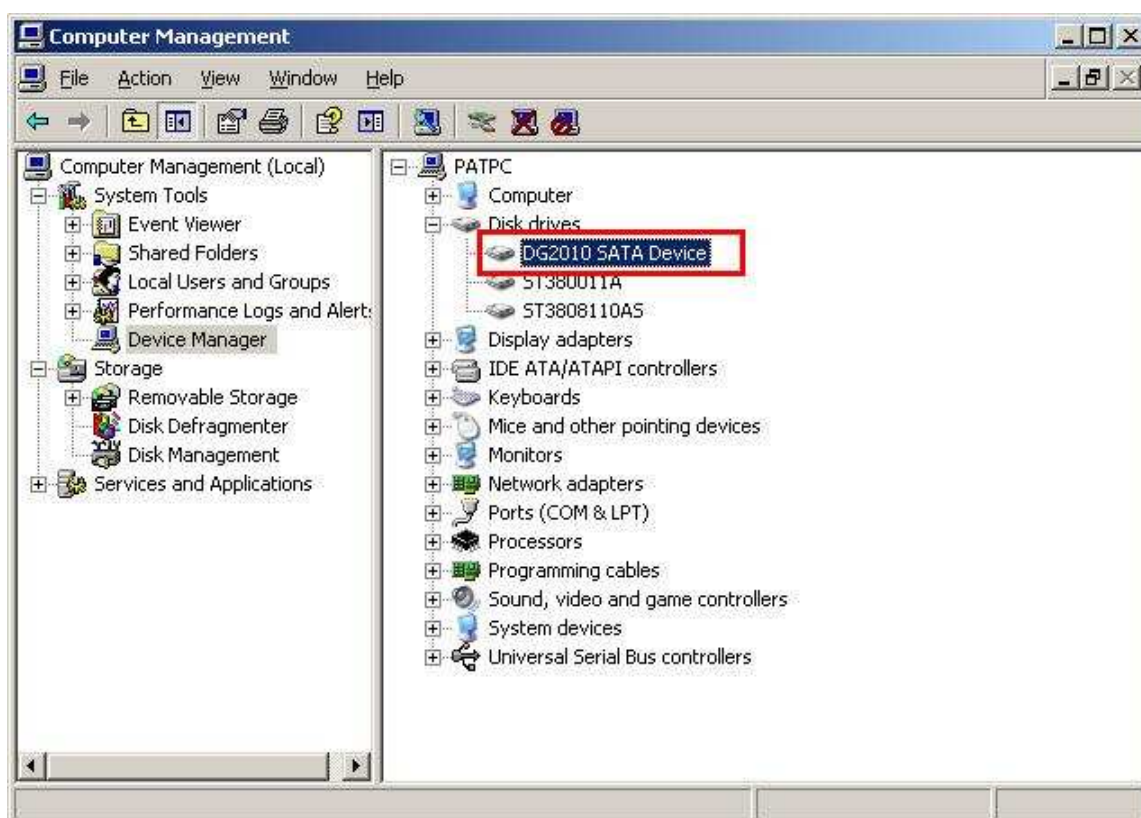 Computer Management
File Action View Window Help
Computer Management (Local)
System Tools
Event Viewer
Shared Folders
Local Users and Groups
Performance Logs and Alert:
Device Manager
Storage
Removable Storage
Disk Defragmenter
Disk Management
Services and Applications
PATPC
Computer
Disk drives
DG2010 SATA Device
ST380011A
ST3808110AS
Display adapters
IDE ATA/ATAPI controllers
Keyboards
Mice and other pointing devices
Monitors
Network adapters
Ports (COM & LPT)
Processors
Programming cables
Sound, video and game controllers
System devices
Universal Serial Bus controllers